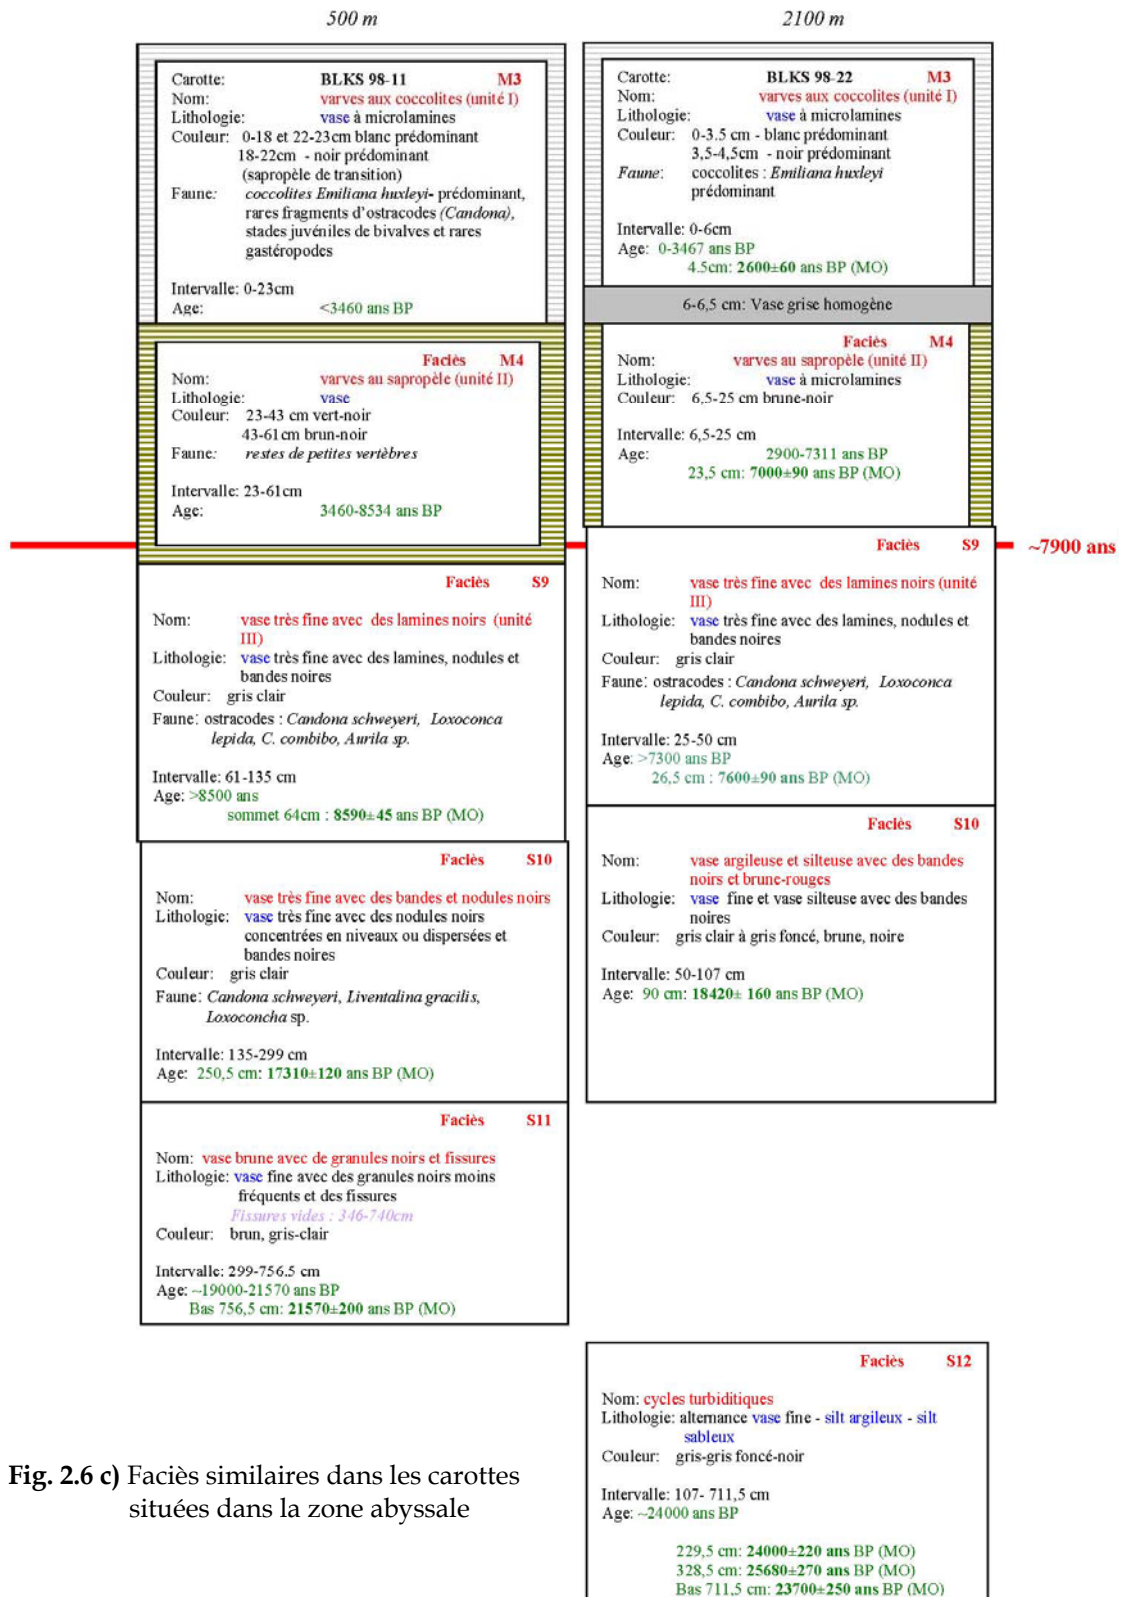 500 m
2100 m
Carotte: BLKS 98-11 M3
Nom: varves aux coccolites (unité I)
Lithologie: vase à microlamines
Couleur: 0-18 et 22-23cm blanc prédominant
18-22cm - noir prédominant
(sapropèle de transition)
Faune: coccolites Emiliana huxleyi- prédominant,
rares fragments d'ostracodes (Candona),
stades juvéniles de bivalves et rares
gastéropodes
Intervalle: 0-23cm
Age: <3460 ans BP
Faciès M4
Nom: varves au sapropèle (unité II)
Lithologie: vase
Couleur: 23-43 cm vert-noir
43-61cm brun-noir
Faune: restes de petites vertèbres
Intervalle: 23-61cm
Age: 3460-8534 ans BP
Faciès S9
Nom: vase très fine avec des lamines noirs (unité
III)
Lithologie: vase très fine avec des lamines, nodules et
bandes noires
Couleur: gris clair
Faune: ostracodes : Candona schweyeri, Loxoconca
lepida, C. combibo, Aurila sp.
Intervalle: 61-135 cm
Age: >8500 ans
sommet 64cm : 8590±45 ans BP (MO)
Faciès S10
Nom: vase très fine avec des bandes et nodules noirs
Lithologie: vase très fine avec des nodules noirs
concentrées en niveaux ou dispersées et
bandes noires
Couleur: gris clair
Faune: Candona schweyeri, Liventalina gracilis,
Loxoconcha sp.
Intervalle: 135-299 cm
Age: 250,5 cm: 17310±120 ans BP (MO)
Faciès S11
Nom: vase brune avec de granules noirs et fissures
Lithologie: vase fine avec des granules noirs moins
fréquents et des fissures
Fissures vides : 346-740cm
Couleur: brun, gris-clair
Intervalle: 299-756.5 cm
Age: ~19000-21570 ans BP
Bas 756,5 cm: 21570±200 ans BP (MO)
Carotte: BLKS 98-22 M3
Nom: varves aux coccolites (unité I)
Lithologie: vase à microlamines
Couleur: 0-3.5 cm - blanc prédominant
3,5-4,5cm - noir prédominant
Faune: coccolites : Emiliana huxleyi
prédominant
Intervalle: 0-6cm
Age: 0-3467 ans BP
4.5cm: 2600±60 ans BP (MO)
6-6,5 cm: Vase grise homogène
Faciès M4
Nom: varves au sapropèle (unité II)
Lithologie: vase à microlamines
Couleur: 6,5-25 cm brune-noir
Intervalle: 6,5-25 cm
Age: 2900-7311 ans BP
23,5 cm: 7000±90 ans BP (MO)
~7900 ans
Faciès S9
Nom: vase très fine avec des lamines noirs (unité
III)
Lithologie: vase très fine avec des lamines, nodules et
bandes noires
Couleur: gris clair
Faune: ostracodes : Candona schweyeri, Loxoconca
lepida, C. combibo, Aurila sp.
Intervalle: 25-50 cm
Age: >7300 ans BP
26,5 cm : 7600±90 ans BP (MO)
Faciès S10
Nom: vase argileuse et silteuse avec des bandes
noirs et brune-rouges
Lithologie: vase fine et vase silteuse avec des bandes
noires
Couleur: gris clair à gris foncé, brune, noire
Intervalle: 50-107 cm
Age: 90 cm: 18420± 160 ans BP (MO)
Faciès S12
Nom: cycles turbiditiques
Lithologie: alternance vase fine - silt argileux - silt
sableux
Couleur: gris-gris foncé-noir
Intervalle: 107- 711,5 cm
Age: ~24000 ans BP
229,5 cm: 24000±220 ans BP (MO)
328,5 cm: 25680±270 ans BP (MO)
Bas 711,5 cm: 23700±250 ans BP (MO)
Fig. 2.6 c) Faciès similaires dans les carottes
situées dans la zone abyssale